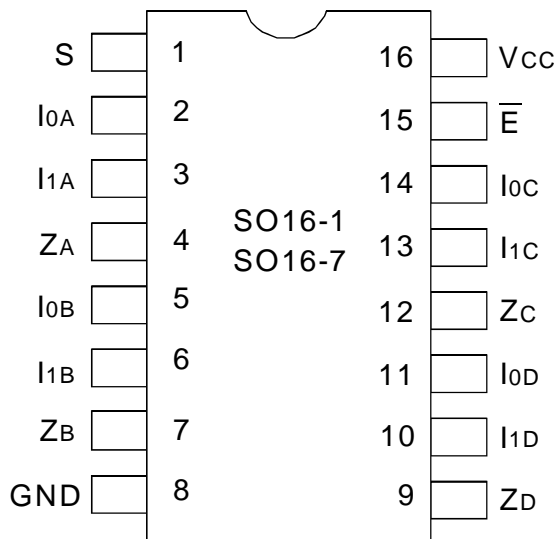 S 1 16 VCC
I0A 2 15 E̅
I1A 3 14 I0C
ZA 4 SO16-1 13 I1C
SO16-7
I0B 5 12 ZC
I1B 6 11 I0D
ZB 7 10 I1D
GND 8 9 ZD